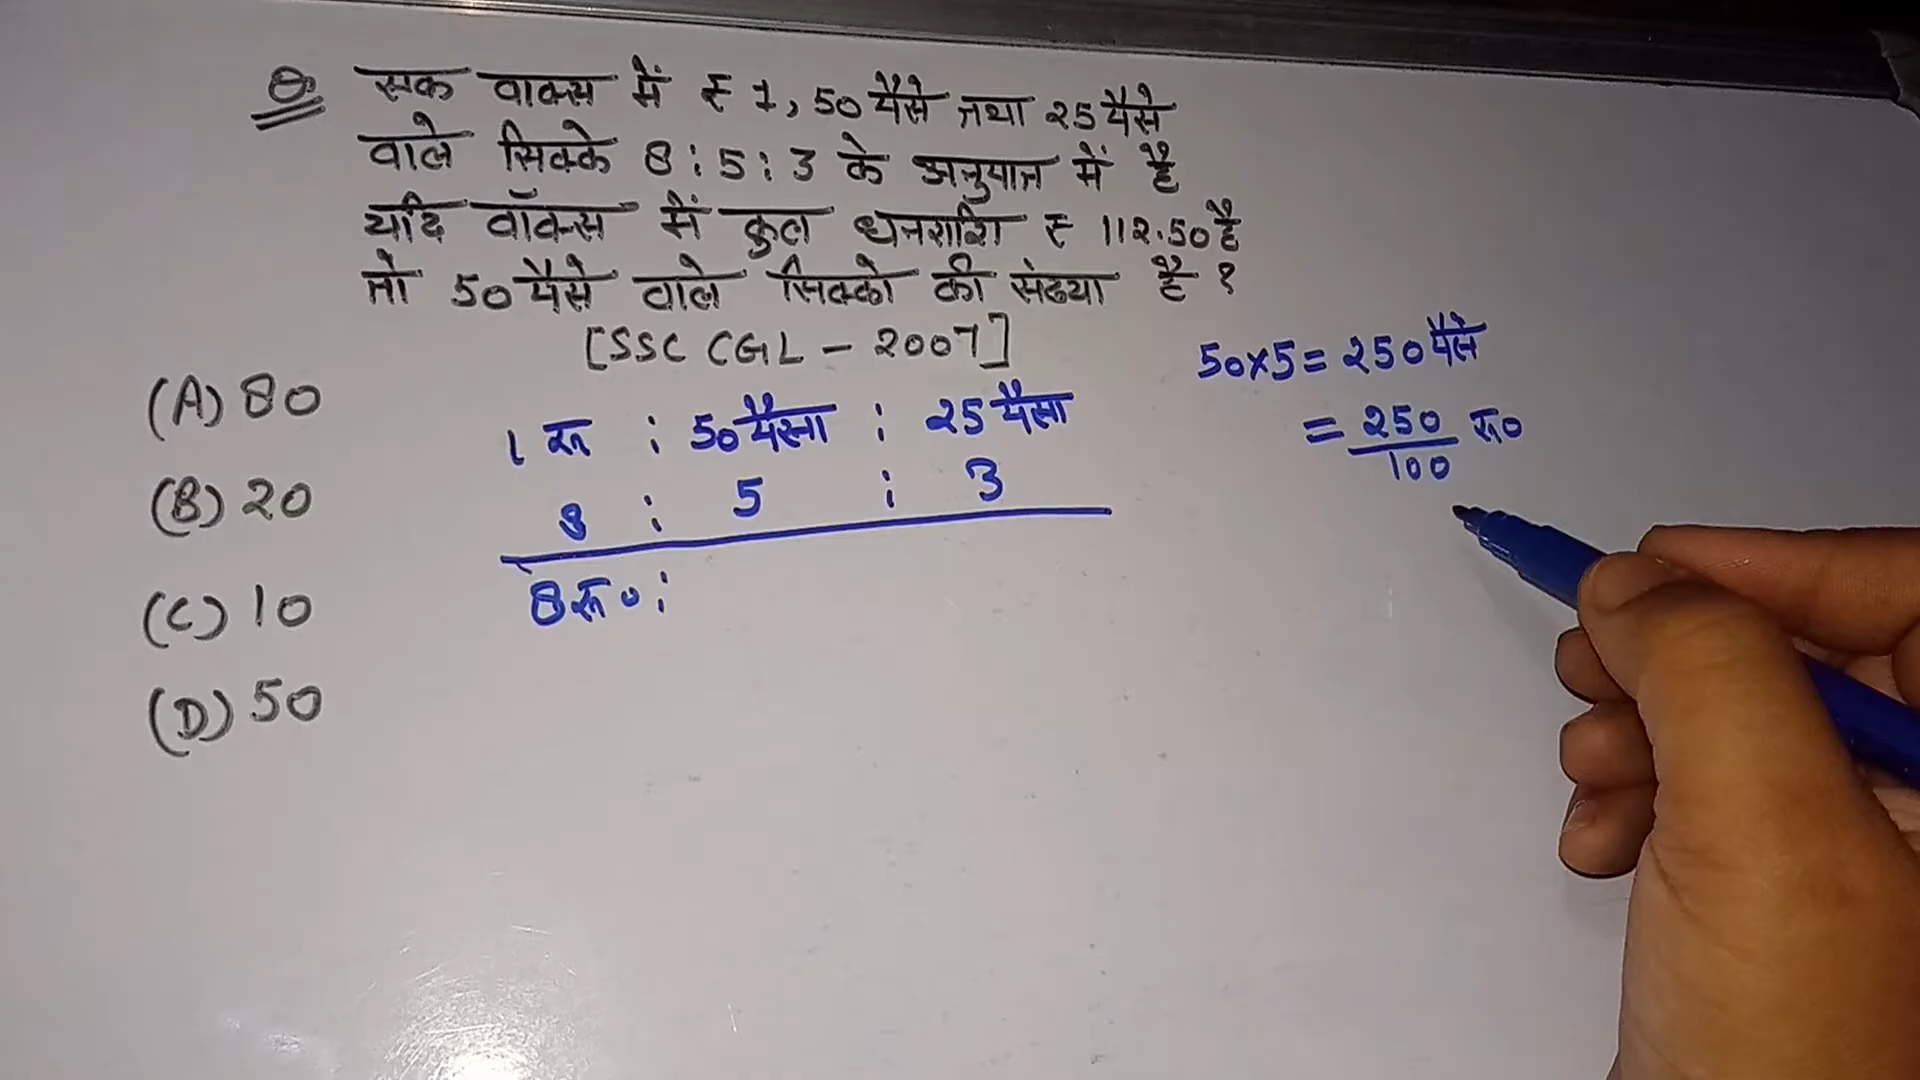 Q. एक वाक्स में ₹ 1, 50 पैसे तथा 25 पैसे
वाले सिक्के 8 : 5 : 3 के अनुपात में है
यदि बॉक्स में कुल धनराशि ₹ 112.50 है
तो 50 पैसे वाले सिक्को की संख्या है ?
[SSC CGL - 2007]
(A) 80
(B) 20
(C) 10
(D) 50
1 रू : 50 पैसा : 25 पैसा
8 : 5 : 3
8 रू० :
50×5 = 250 पैसे
= 250/100 रू०